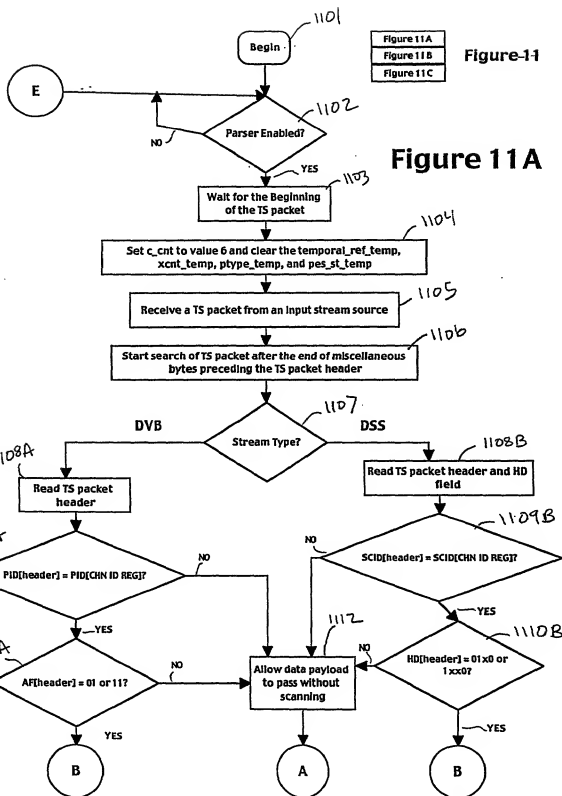 1101
Begin
Figure 11A
Figure 11B
Figure 11C
Figure 11
E
1102
Parser Enabled?
NO
YES
Figure 11A
1103
Wait for the Beginning
of the TS packet
1104
Set c_cnt to value 6 and clear the temporal_ref_temp,
xcnt_temp, ptype_temp, and pes_st_temp
1105
Receive a TS packet from an input stream source
1106
Start search of TS packet after the end of miscellaneous
bytes preceding the TS packet header
1107
DVB
Stream Type?
DSS
108A
1108B
Read TS packet
header
Read TS packet header and HD
field
1109B
PID[header] = PID[CHN ID REG]?
NO
NO
SCID[header] = SCID[CHN ID REG]?
YES
YES
1112
1110B
A
AF[header] = 01 or 11?
NO
Allow data payload
to pass without
scanning
NO
HD[header] = 01x0 or
1xx0?
YES
YES
B
A
B